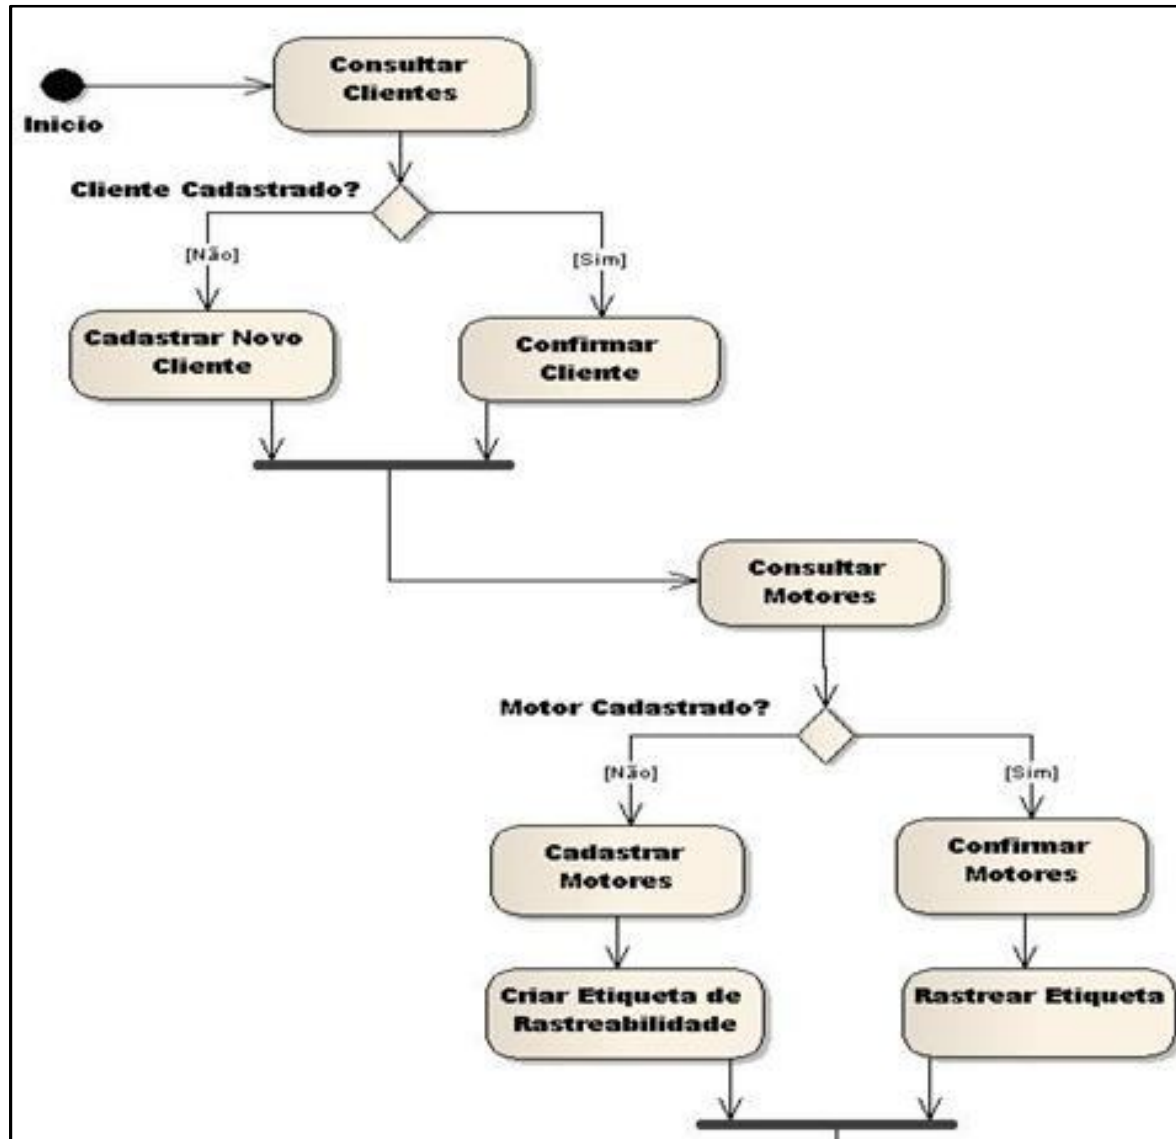 Consultar
Clientes
Inicio
Cliente Cadastrado?
[Não]
[Sim]
Cadastrar Novo
Cliente
Confirmar
Cliente
Consultar
Motores
Motor Cadastrado?
[Não]
[Sim]
Cadastrar
Motores
Confirmar
Motores
Criar Etiqueta de
Rastreabilidade
Rastrear Etiqueta